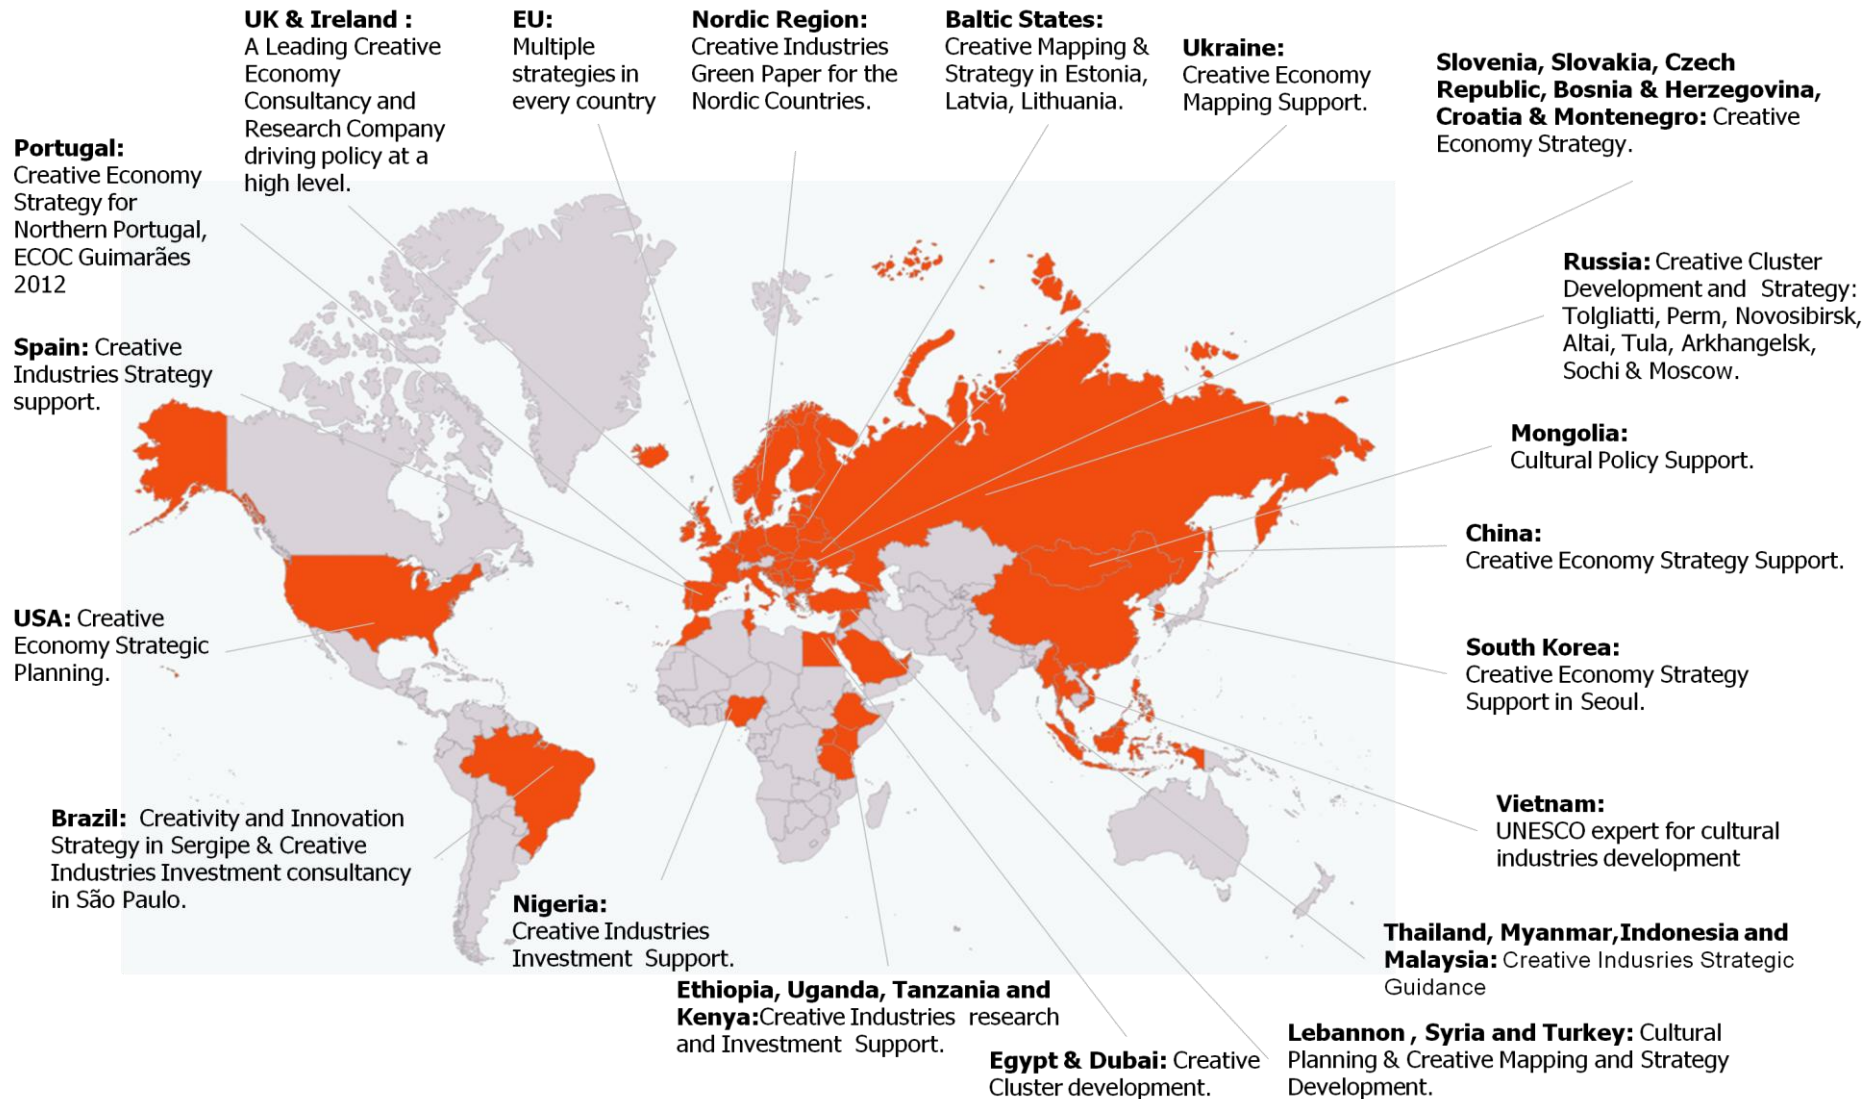 UK & Ireland :
A Leading Creative
Economy
Consultancy and
Research Company
driving policy at a
high level.
EU:
Multiple
strategies in
every country
Nordic Region:
Creative Industries
Green Paper for the
Nordic Countries.
Baltic States:
Creative Mapping &
Strategy in Estonia,
Latvia, Lithuania.
Ukraine:
Creative Economy
Mapping Support.
Slovenia, Slovakia, Czech
Republic, Bosnia & Herzegovina,
Croatia & Montenegro: Creative
Economy Strategy.
Portugal:
Creative Economy
Strategy for
Northern Portugal,
ECOC Guimarães
2012
Russia: Creative Cluster
Development and Strategy:
Tolgliatti, Perm, Novosibirsk,
Altai, Tula, Arkhangelsk,
Sochi & Moscow.
Spain: Creative
Industries Strategy
support.
Mongolia:
Cultural Policy Support.
China:
Creative Economy Strategy Support.
USA: Creative
Economy Strategic
Planning.
South Korea:
Creative Economy Strategy
Support in Seoul.
Brazil: Creativity and Innovation
Strategy in Sergipe & Creative
Industries Investment consultancy
in São Paulo.
Vietnam:
UNESCO expert for cultural
industries development
Nigeria:
Creative Industries
Investment Support.
Thailand, Myanmar,Indonesia and
Malaysia: Creative Indusries Strategic
Guidance
Ethiopia, Uganda, Tanzania and
Kenya:Creative Industries research
and Investment Support.
Egypt & Dubai: Creative
Cluster development.
Lebannon , Syria and Turkey: Cultural
Planning & Creative Mapping and Strategy
Development.